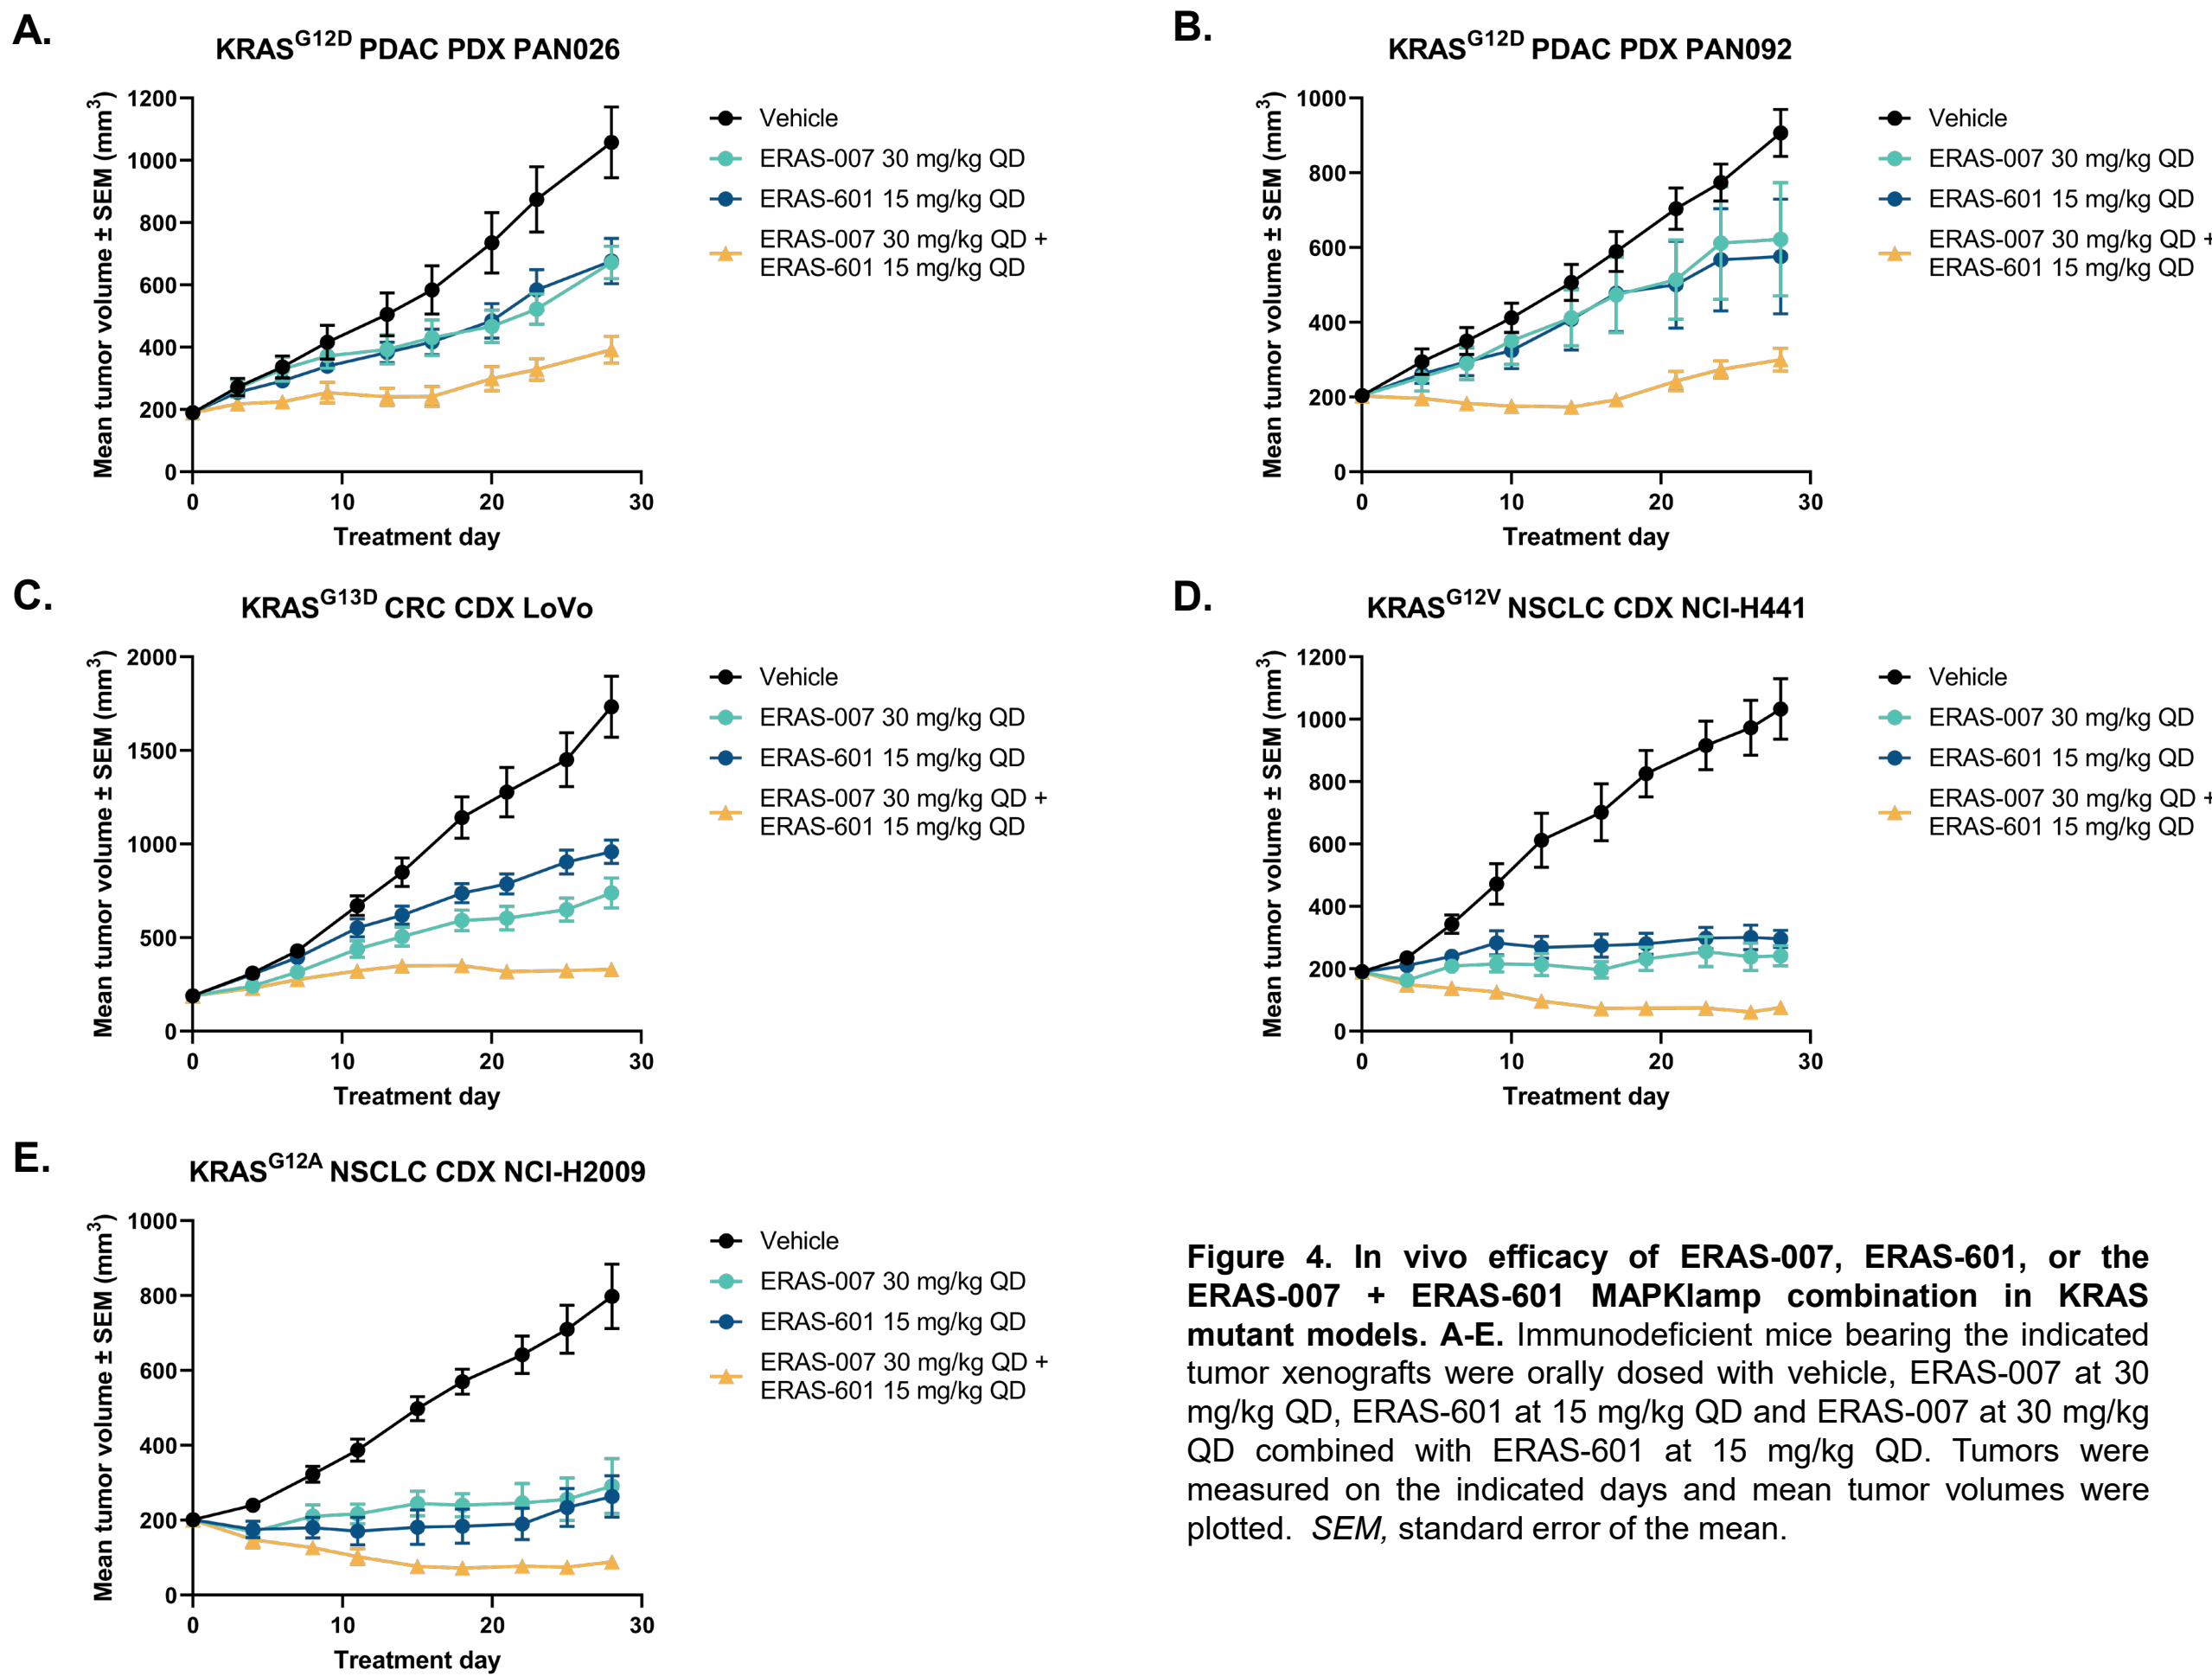 A.
KRAS^G12D PDAC PDX PAN026
Mean tumor volume ± SEM (mm³)
1200
1000
800
600
400
200
0
0 10 20 30
Treatment day
Vehicle
ERAS-007 30 mg/kg QD
ERAS-601 15 mg/kg QD
ERAS-007 30 mg/kg QD +
ERAS-601 15 mg/kg QD
B.
KRAS^G12D PDAC PDX PAN092
Mean tumor volume ± SEM (mm³)
1000
800
600
400
200
0
0 10 20 30
Treatment day
Vehicle
ERAS-007 30 mg/kg QD
ERAS-601 15 mg/kg QD
ERAS-007 30 mg/kg QD +
ERAS-601 15 mg/kg QD
C.
KRAS^G13D CRC CDX LoVo
Mean tumor volume ± SEM (mm³)
2000
1500
1000
500
0
0 10 20 30
Treatment day
Vehicle
ERAS-007 30 mg/kg QD
ERAS-601 15 mg/kg QD
ERAS-007 30 mg/kg QD +
ERAS-601 15 mg/kg QD
D.
KRAS^G12V NSCLC CDX NCI-H441
Mean tumor volume ± SEM (mm³)
1200
1000
800
600
400
200
0
0 10 20 30
Treatment day
Vehicle
ERAS-007 30 mg/kg QD
ERAS-601 15 mg/kg QD
ERAS-007 30 mg/kg QD +
ERAS-601 15 mg/kg QD
E.
KRAS^G12A NSCLC CDX NCI-H2009
Mean tumor volume ± SEM (mm³)
1000
800
600
400
200
0
0 10 20 30
Treatment day
Vehicle
ERAS-007 30 mg/kg QD
ERAS-601 15 mg/kg QD
ERAS-007 30 mg/kg QD +
ERAS-601 15 mg/kg QD
Figure 4. In vivo efficacy of ERAS-007, ERAS-601, or the
ERAS-007 + ERAS-601 MAPKlamp combination in KRAS
mutant models. A-E. Immunodeficient mice bearing the indicated
tumor xenografts were orally dosed with vehicle, ERAS-007 at 30
mg/kg QD, ERAS-601 at 15 mg/kg QD and ERAS-007 at 30 mg/kg
QD combined with ERAS-601 at 15 mg/kg QD. Tumors were
measured on the indicated days and mean tumor volumes were
plotted. SEM, standard error of the mean.